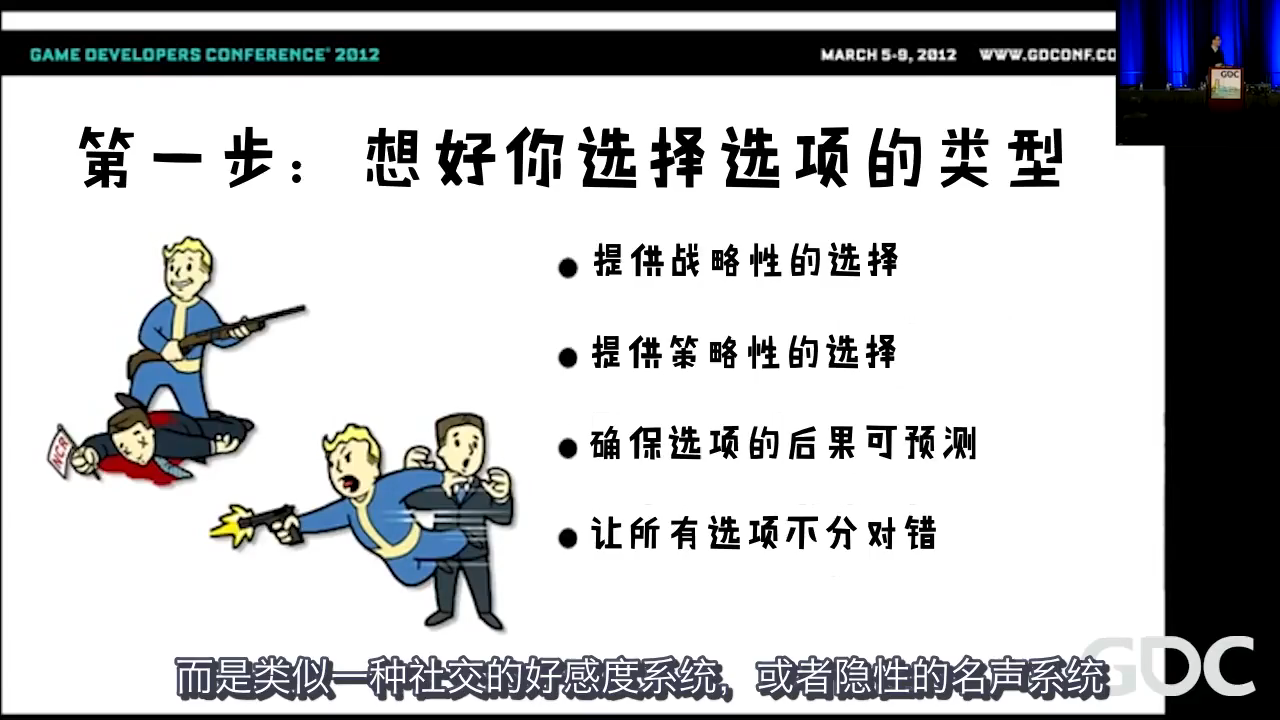 GAME DEVELOPERS CONFERENCE® 2012
MARCH 5-9, 2012 WWW.GDCONF.CO
GDC
第一步：想好你选择选项的类型
提供战略性的选择
提供策略性的选择
确保选项的后果可预测
让所有选项不分对错
NCR
而是类似一种社交的好感度系统，或者隐性的名声系统
GDC